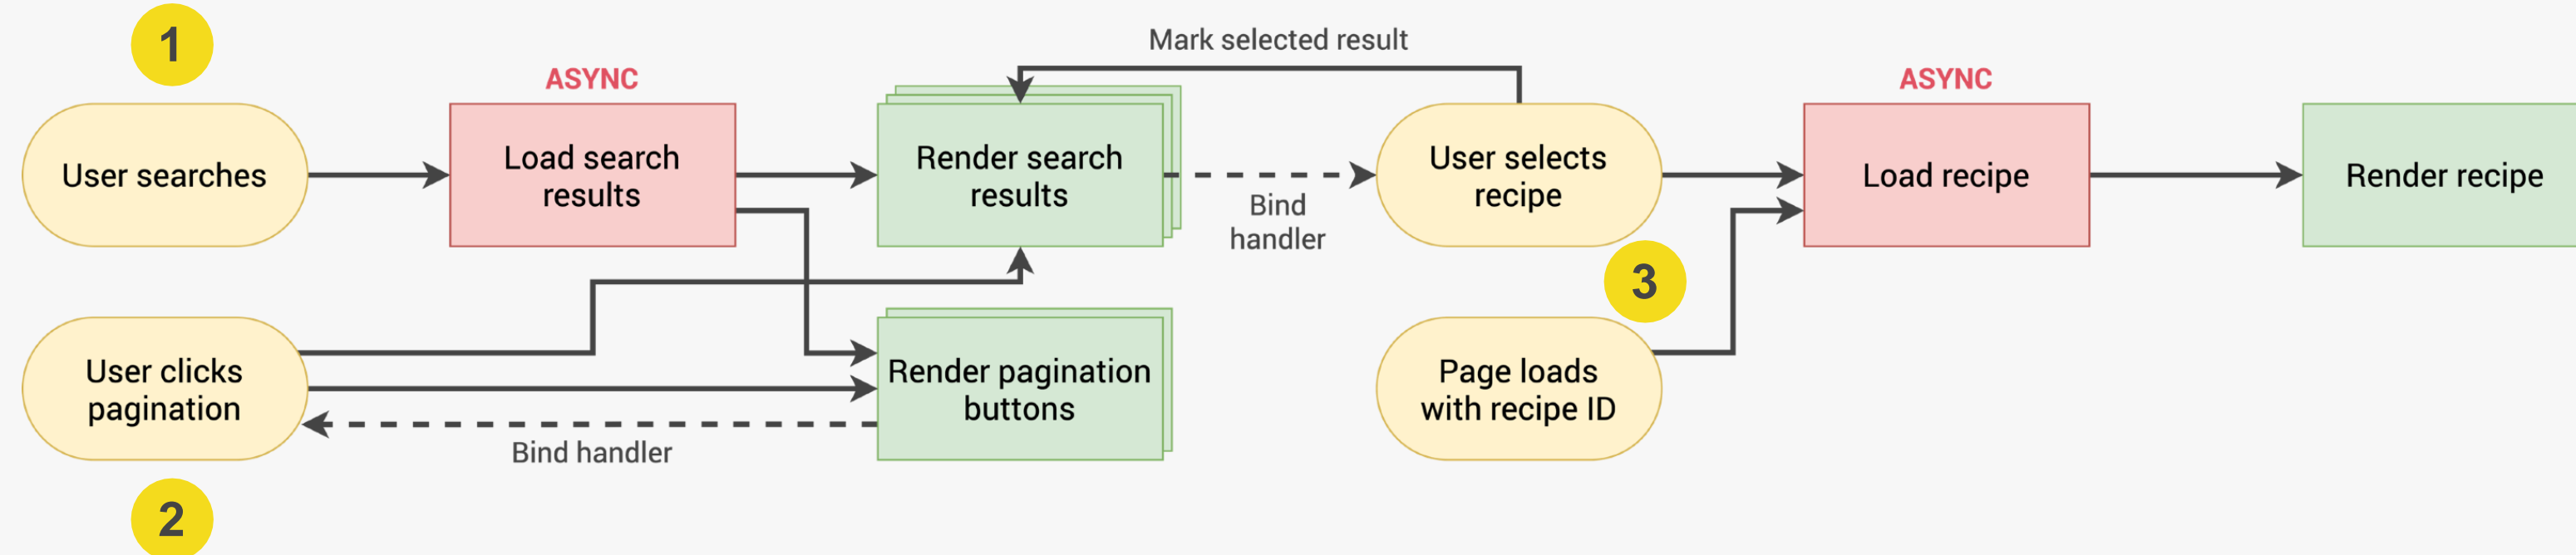 1
Mark selected result
ASYNC
ASYNC
User searches
Load search
results
Render search
results
Bind
handler
User selects
recipe
Load recipe
Render recipe
3
User clicks
pagination
Render pagination
buttons
Page loads
with recipe ID
Bind handler
2